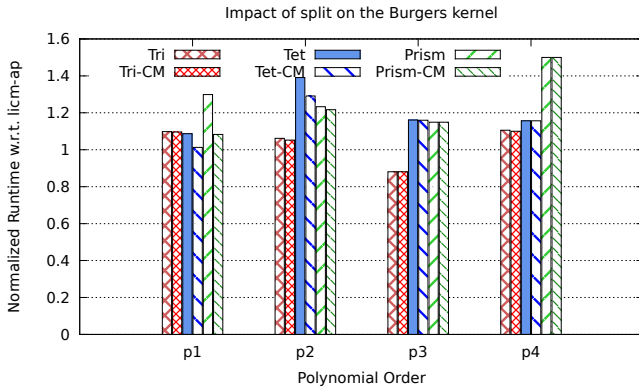 Impact of split on the Burgers kernel
Normalized Runtime w.r.t. licm-ap
1.6
1.4
1.2
1
0.8
0.6
0.4
0.2
0
Tri Tet Prism
Tri-CM Tet-CM Prism-CM
p1 p2 p3 p4
Polynomial Order